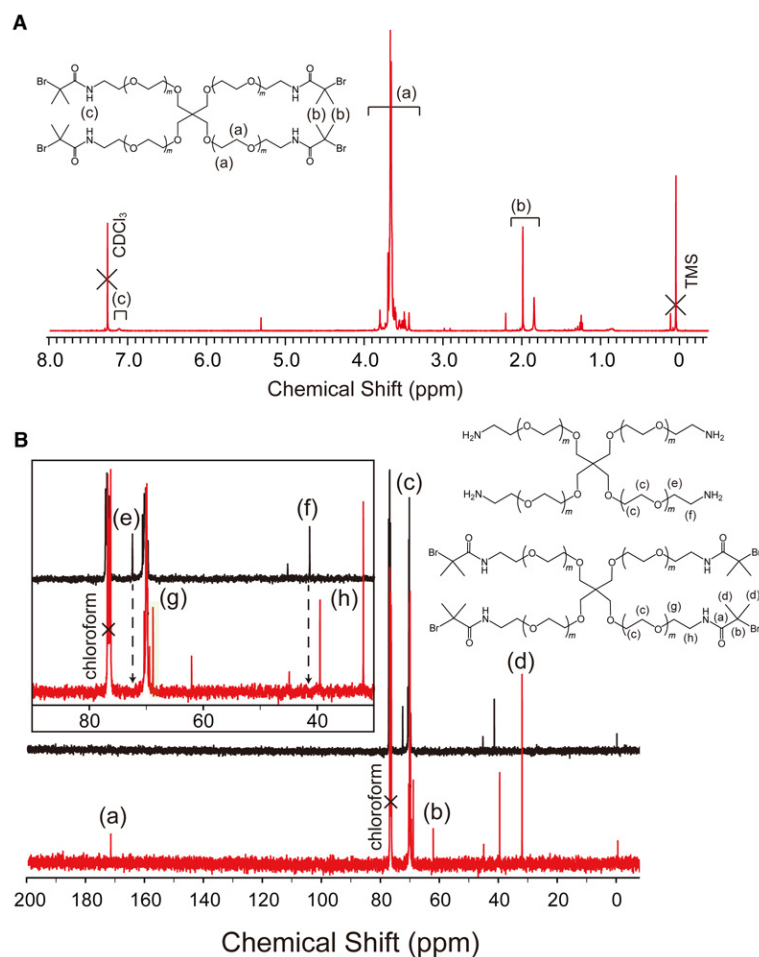 A
Br
O
N
H
(c)
O
m
O
O
O
m
H
N
O
Br
(b) (b)
Br
O
N
H
O
m
O
O
(a)
O
m
(a)
H
N
O
Br
(a)
(b)
CDCl₃
(c)
TMS
8.0 7.0 6.0 5.0 4.0 3.0 2.0 1.0 0
Chemical Shift (ppm)
B
H₂N
O
m
O
O
O
m
NH₂
H₂N
O
m
O
O
(c)
(c)
O
m
(e)
(f)
NH₂
Br
O
N
H
O
m
O
O
O
m
H
N
O
Br
(d) (d)
Br
O
N
H
O
m
O
O
(c)
(c)
O
m
(g)
(h)
H
N
(a)
O
(b)
Br
(e)
(f)
(g)
(h)
chloroform
80 60 40
(c)
(d)
(a)
chloroform
(b)
200 180 160 140 120 100 80 60 40 20 0
Chemical Shift (ppm)